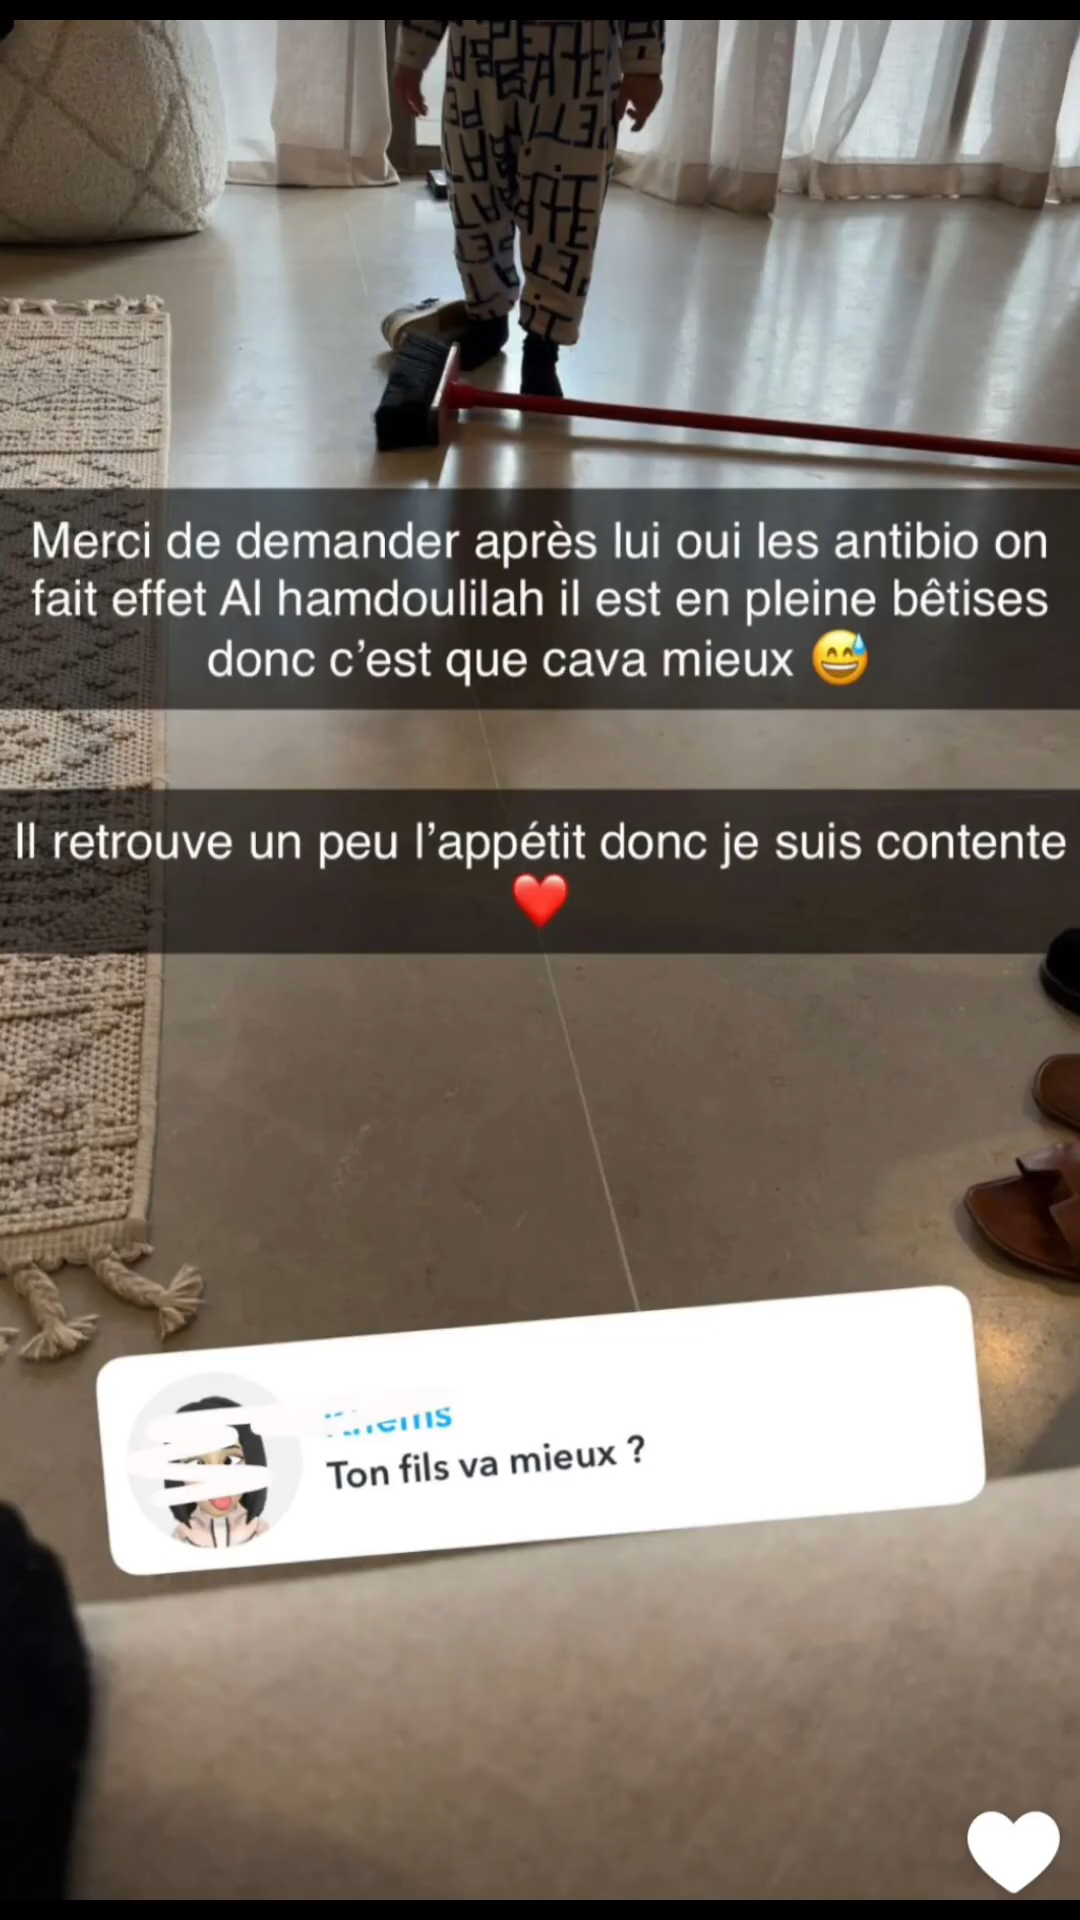 Merci de demander après lui oui les antibio on
fait effet Al hamdoulilah il est en pleine bêtises
donc c’est que cava mieux 😅
Il retrouve un peu l’appétit donc je suis contente
❤️
Ton fils va mieux ?